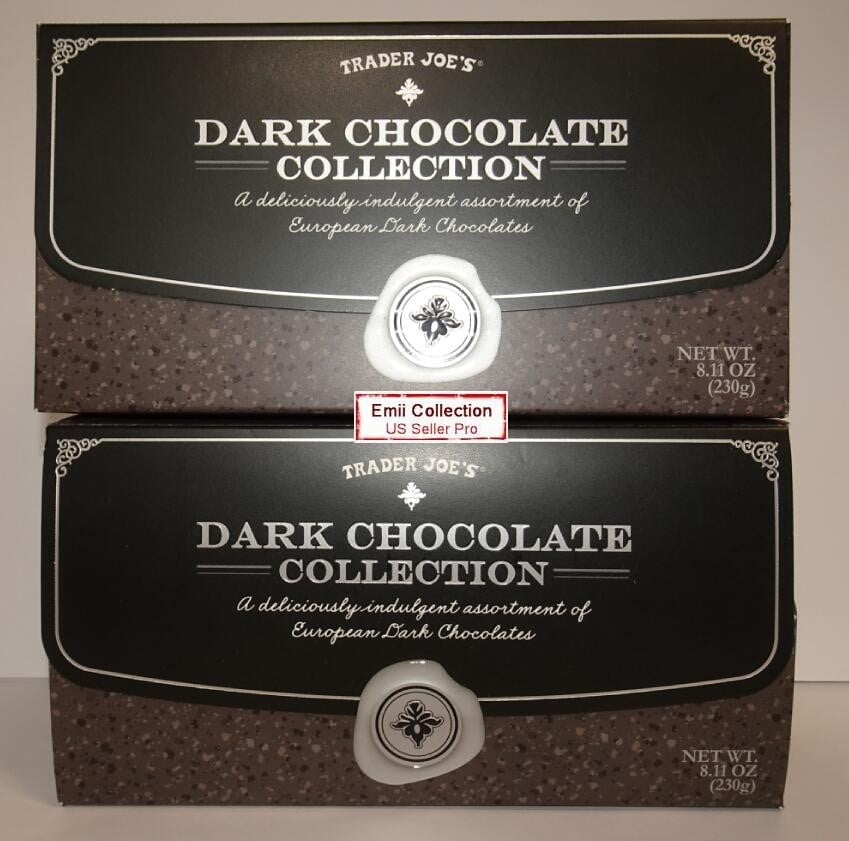 TRADER JOE'S®
DARK CHOCOLATE
COLLECTION
A deliciously indulgent assortment of
European Dark Chocolates
NET WT.
8.11 OZ
(230g)
Emii Collection
US Seller Pro
TRADER JOE'S®
DARK CHOCOLATE
COLLECTION
A deliciously indulgent assortment of
European Dark Chocolates
NET WT.
8.11 OZ
(230g)